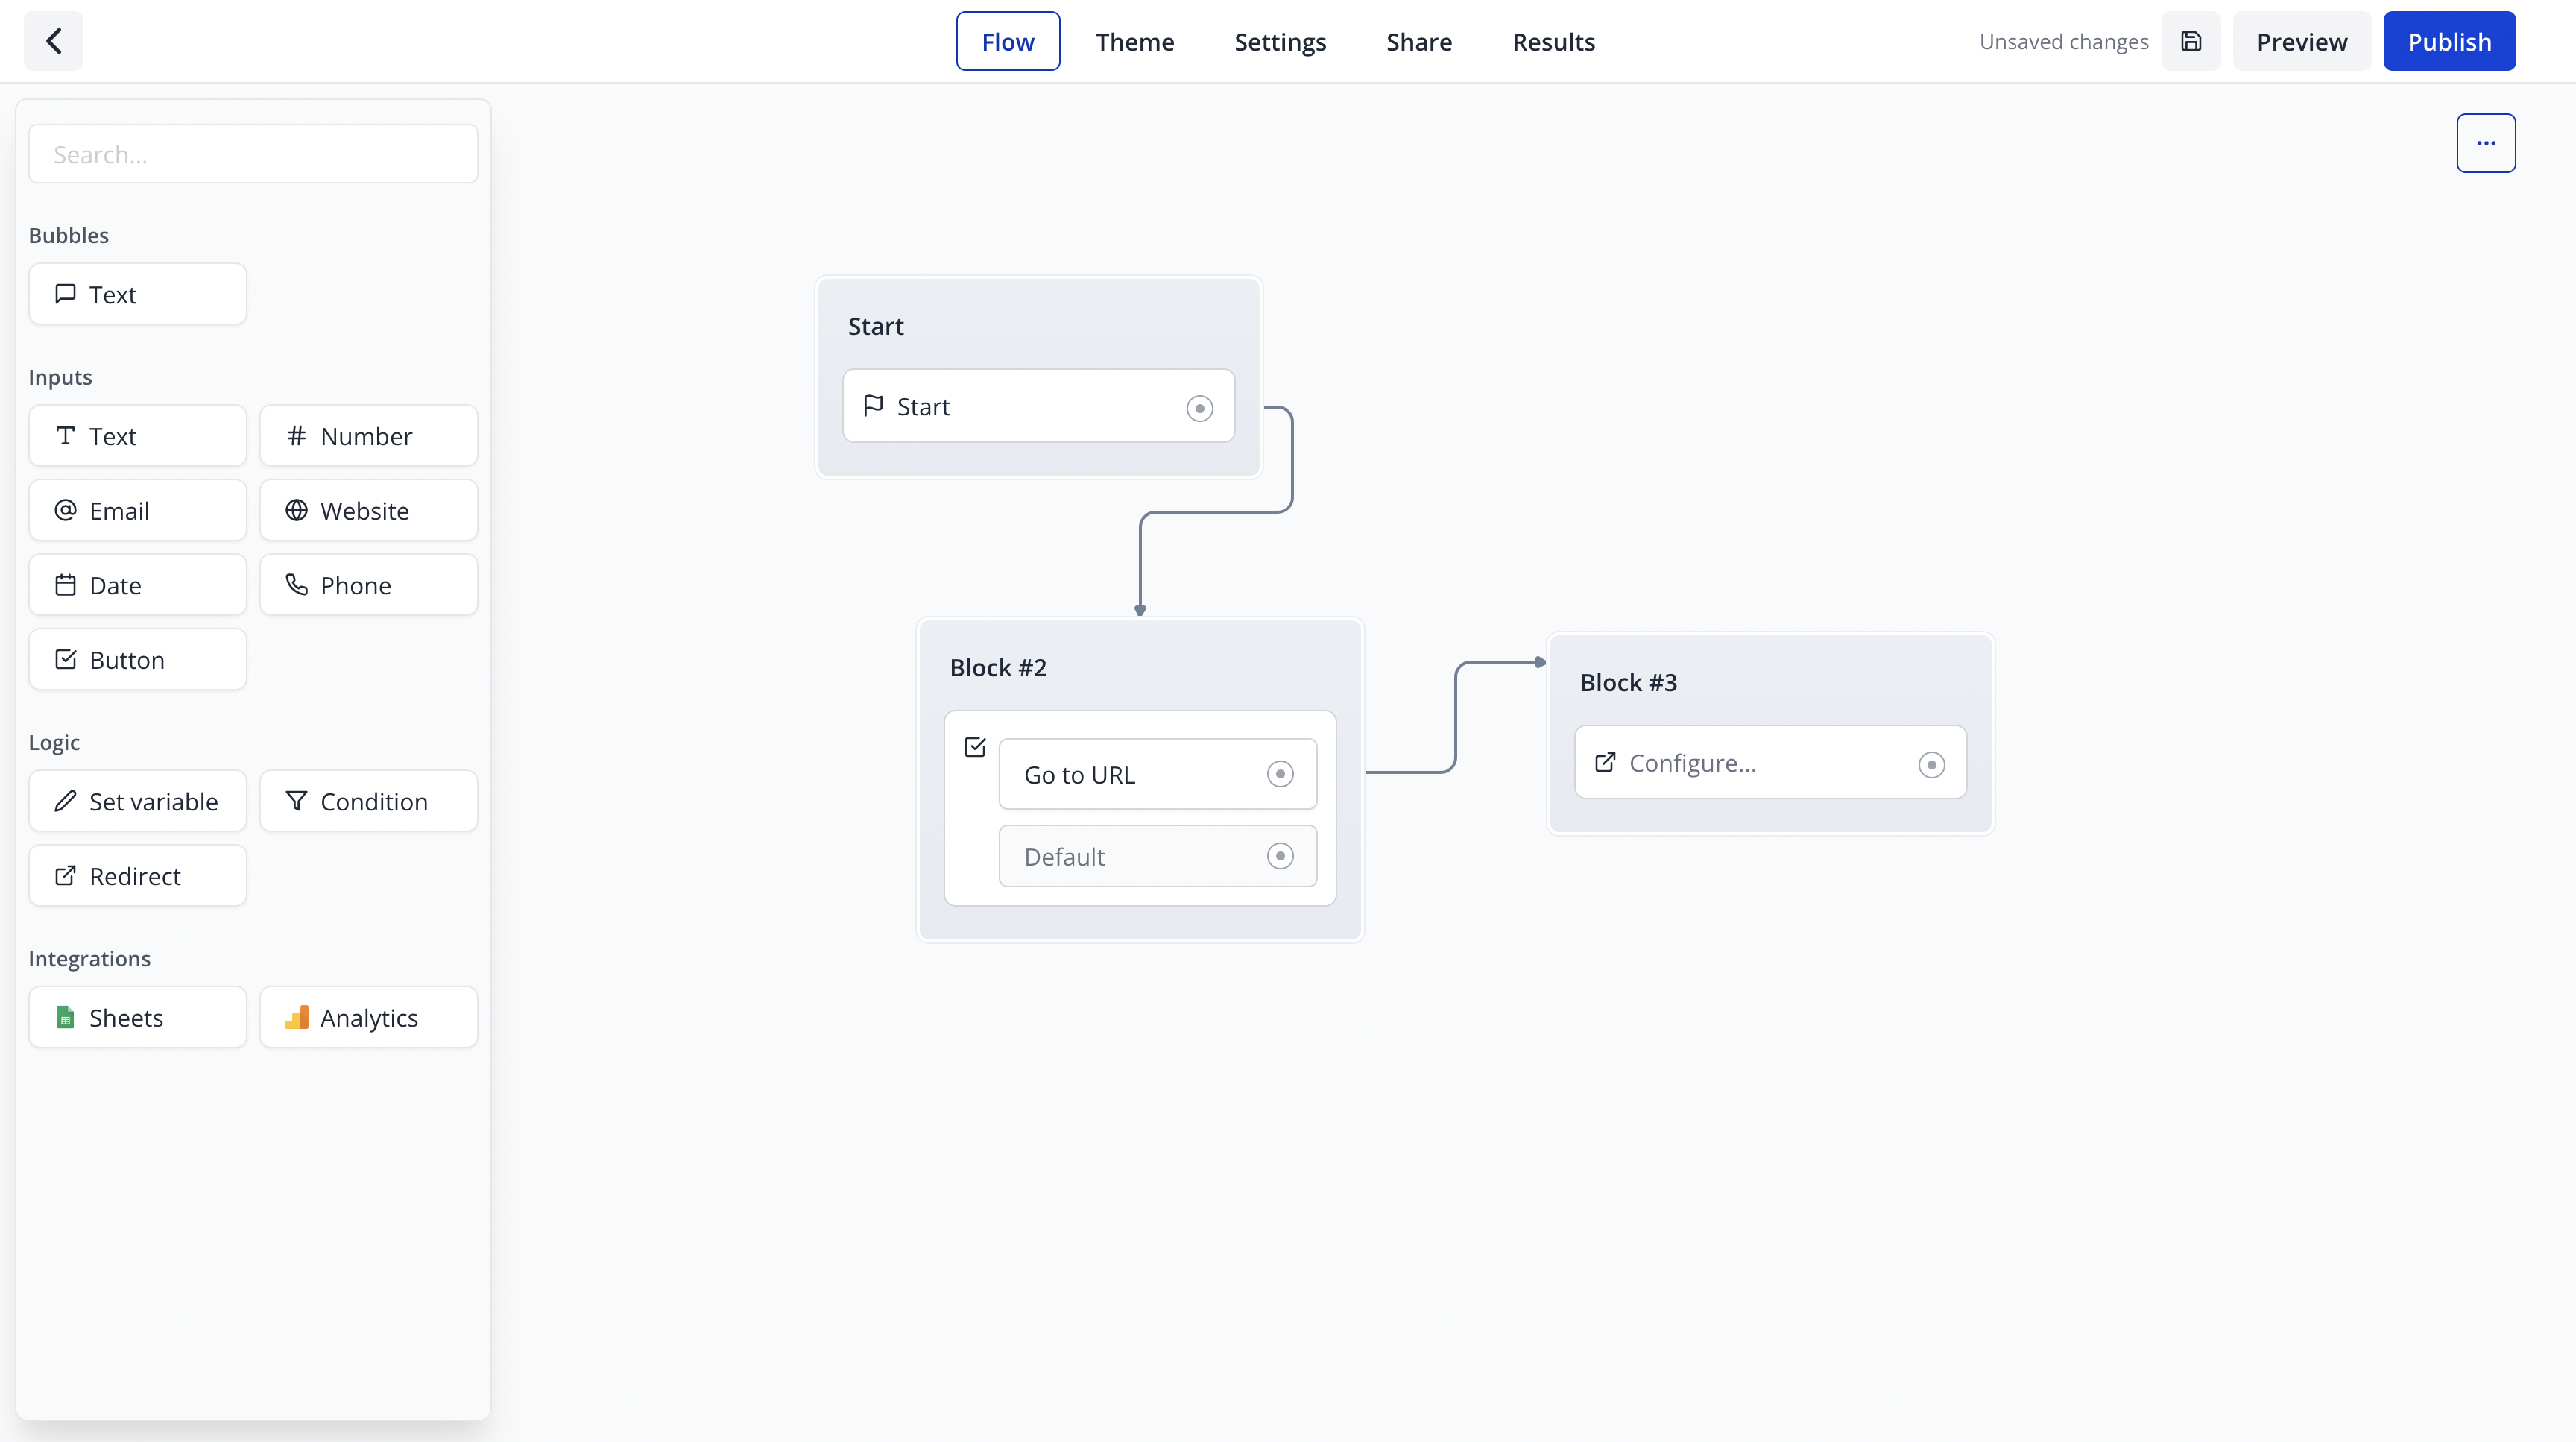 Flow
Theme
Settings
Share
Results
Unsaved changes
Preview
Publish
Search...
Bubbles
Text
Inputs
Text
Number
Email
Website
Date
Phone
Button
Logic
Set variable
Condition
Redirect
Integrations
Sheets
Analytics
Start
Start
Block #2
Go to URL
Default
Block #3
Configure...